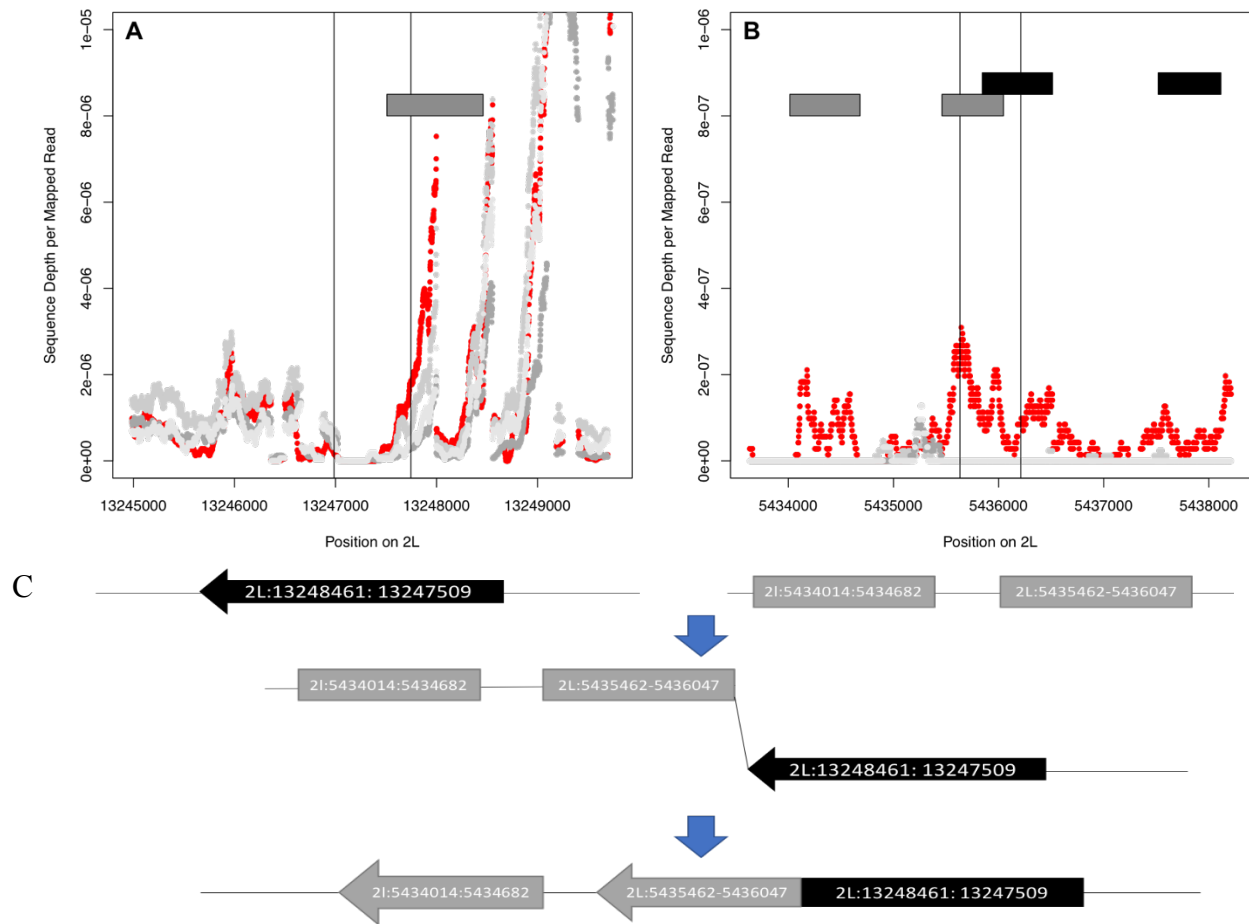 A
Sequence Depth per Mapped Read
1e-05
8e-06
6e-06
4e-06
2e-06
0e+00
13245000 13246000 13247000 13248000 13249000
Position on 2L
B
Sequence Depth per Mapped Read
1e-06
8e-07
6e-07
4e-07
2e-07
0e+00
5434000 5435000 5436000 5437000 5438000
Position on 2L
C
2L:13248461: 13247509
2l:5434014:5434682
2L:5435462-5436047
2l:5434014:5434682
2L:5435462-5436047
2L:13248461: 13247509
2l:5434014:5434682
2L:5435462-5436047
2L:13248461: 13247509